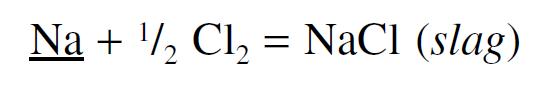 Na + 1/2 Cl2 = NaCl (slag)